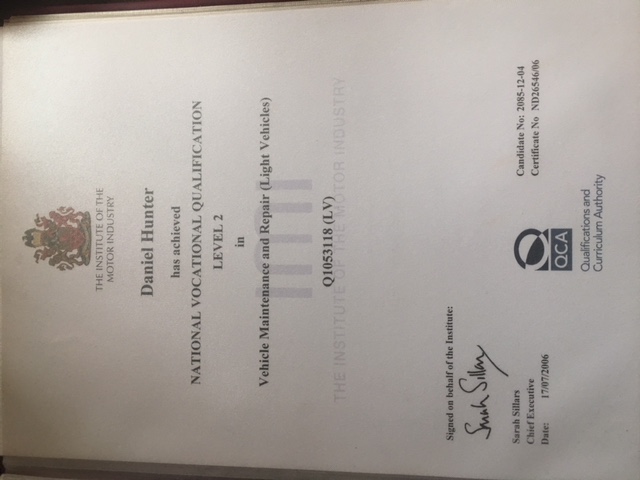 THE INSTITUTE OF THE
MOTOR INDUSTRY
Daniel Hunter
has achieved
NATIONAL VOCATIONAL QUALIFICATION
LEVEL 2
in
Vehicle Maintenance and Repair (Light Vehicles)
imi
Q1053118 (LV)
THE INSTITUTE OF THE MOTOR INDUSTRY
Signed on behalf of the Institute:
Sarah Sillars
Sarah Sillars
Chief Executive
Date: 17/07/2006
Candidate No: 2085-12-04
Certificate No ND26546/06
QCA
Qualifications and
Curriculum Authority